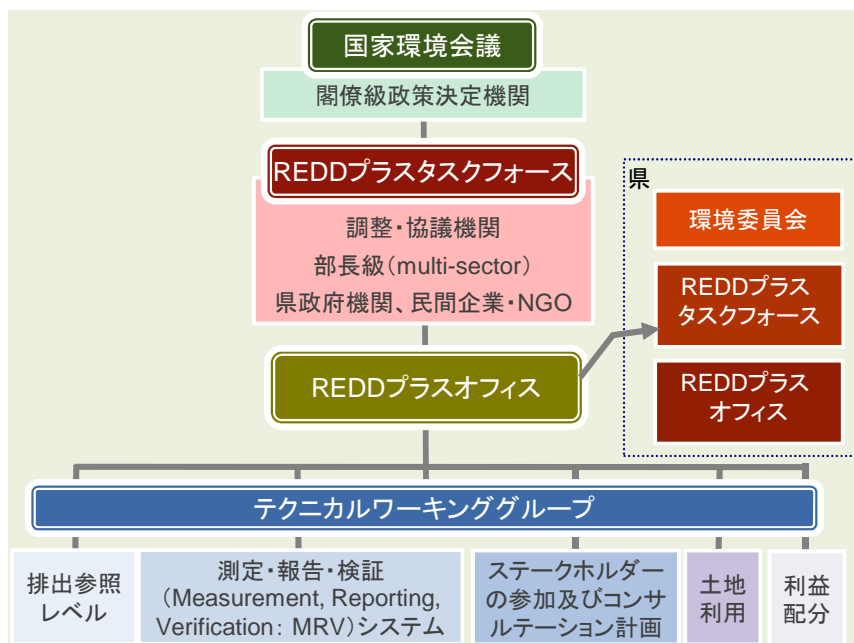 国家環境会議
閣僚級政策決定機関
REDDプラスタスクフォース
調整・協議機関
部長級(multi-sector)
県政府機関、民間企業・NGO
REDDプラスオフィス
県
環境委員会
REDDプラス
タスクフォース
REDDプラス
オフィス
テクニカルワーキンググループ
排出参照
レベル
測定・報告・検証
(Measurement, Reporting,
Verification: MRV)システム
ステークホルダー
の参加及びコンサ
ルテーション計画
土地
利用
利益
配分